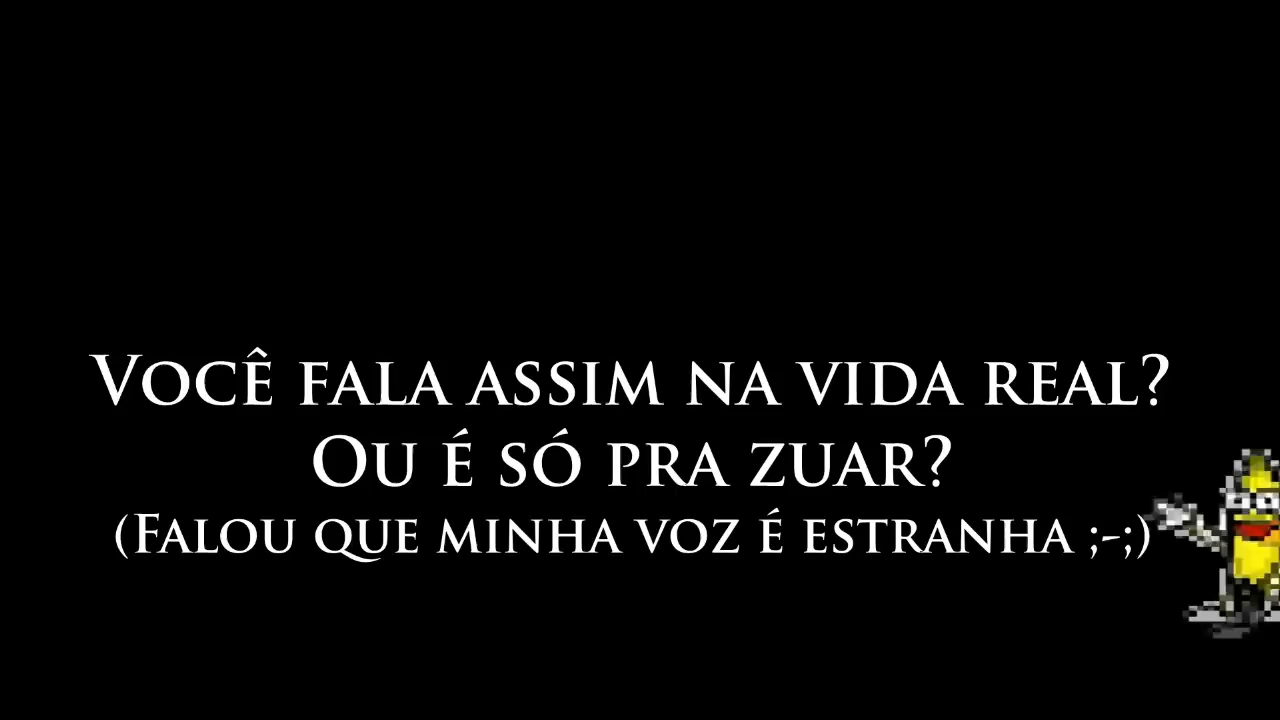 Você fala assim na vida real?
Ou é só pra zuar?
(Falou que minha voz é estranha ;-;)